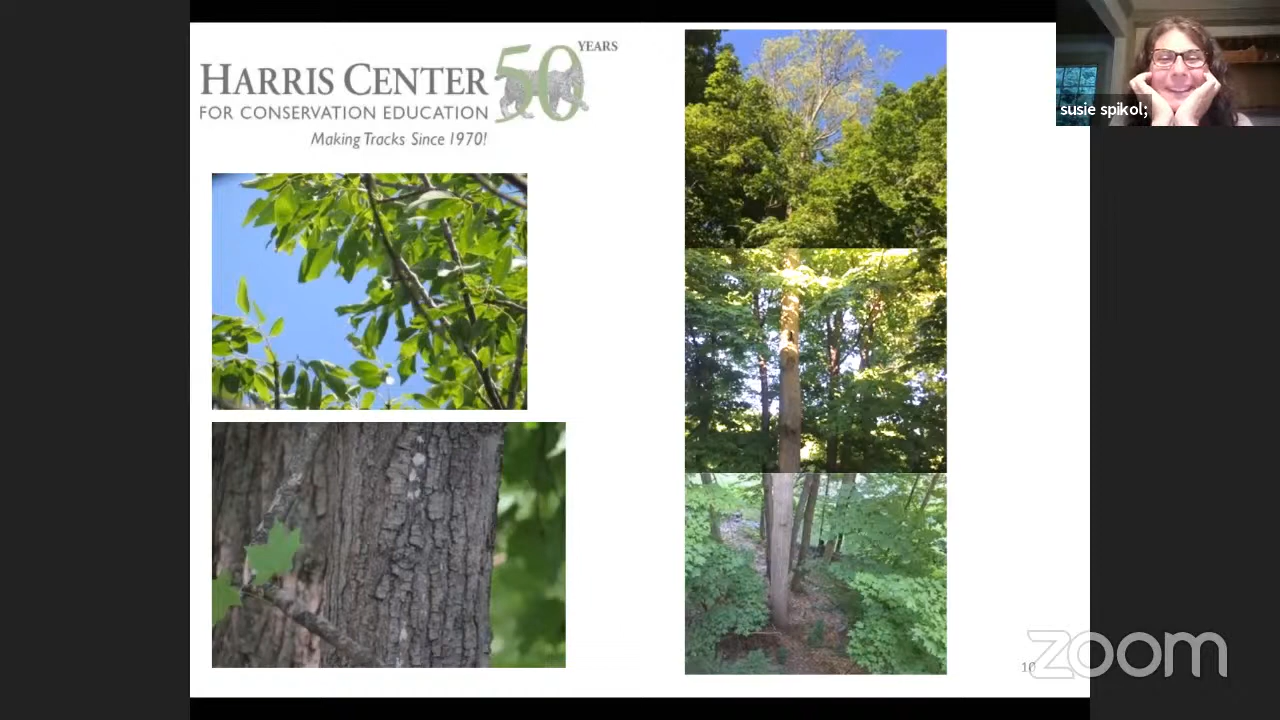 HARRIS CENTER 50 YEARS
FOR CONSERVATION EDUCATION
Making Tracks Since 1970!
susie spikol;
10
zoom